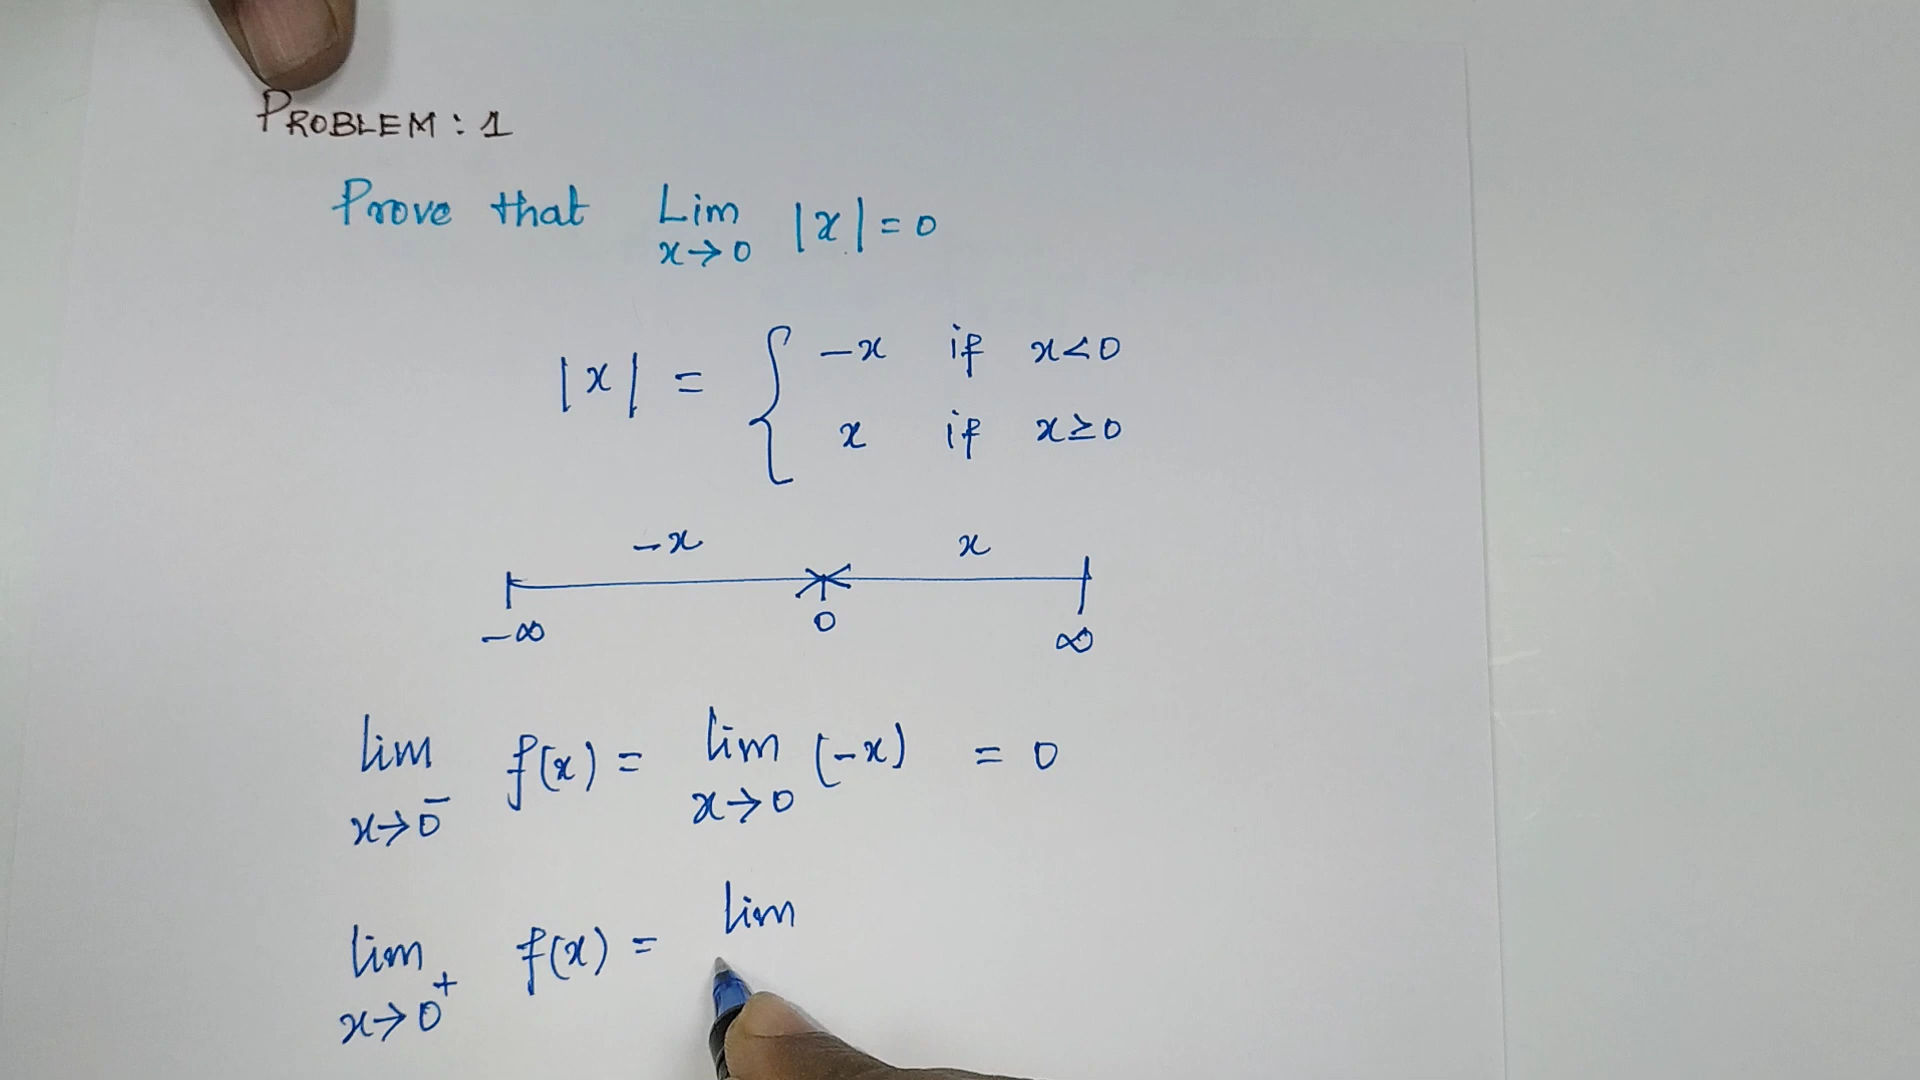 PROBLEM : 1
Prove that Lim x→0 |x| = 0
|x| = { -x if x<0
x if x≥0
-x x
-∞ 0 ∞
lim x→0⁻ f(x) = lim x→0 (-x) = 0
lim x→0⁺ f(x) = lim